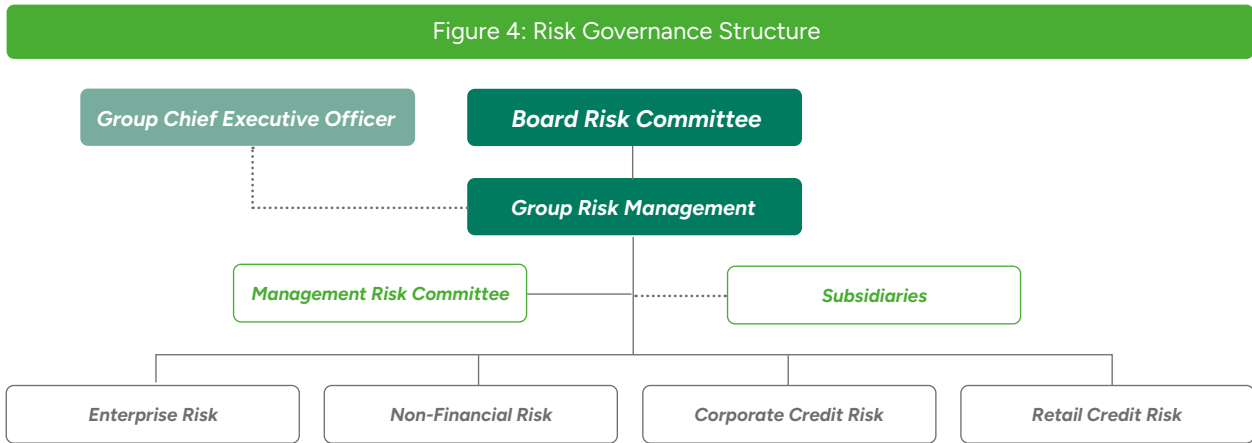 Figure 4: Risk Governance Structure
Group Chief Executive Officer
Board Risk Committee
Group Risk Management
Management Risk Committee
Subsidiaries
Enterprise Risk
Non-Financial Risk
Corporate Credit Risk
Retail Credit Risk